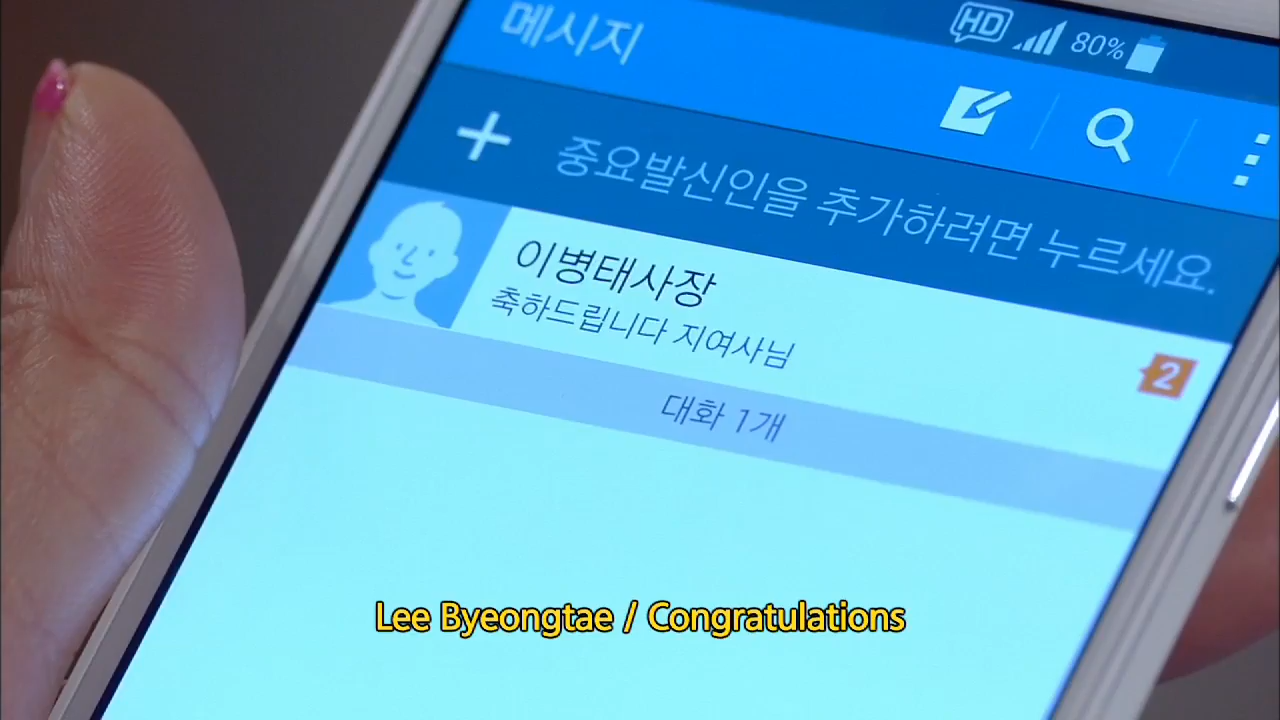 HD 80%
메시지
중요발신인을 추가하려면 누르세요.
이병태사장
축하드립니다 지여사님
2
대화 1개
Lee Byeongtae / Congratulations